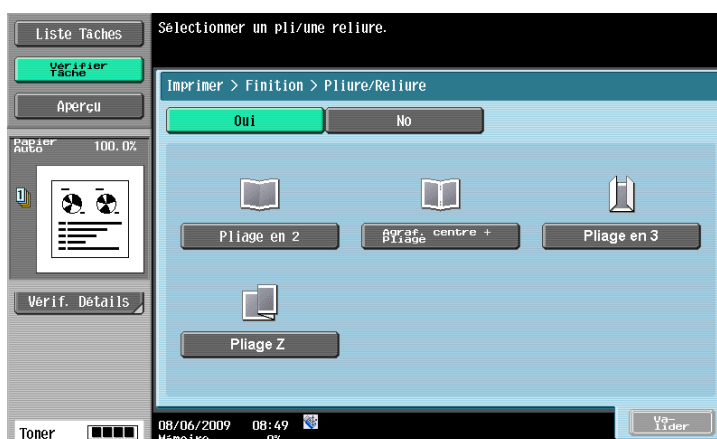 Liste Tâches
Vérifier
Tâche
Aperçu
Papier
Auto 100.0%
1
Vérif. Détails
Toner
Sélectionner un pli/une reliure.
Imprimer > Finition > Pliure/Reliure
Oui
No
Pliage en 2
Agraf. centre +
Pliage
Pliage en 3
Pliage Z
08/06/2009 08:49
Mémoire 0%
Va-
lider